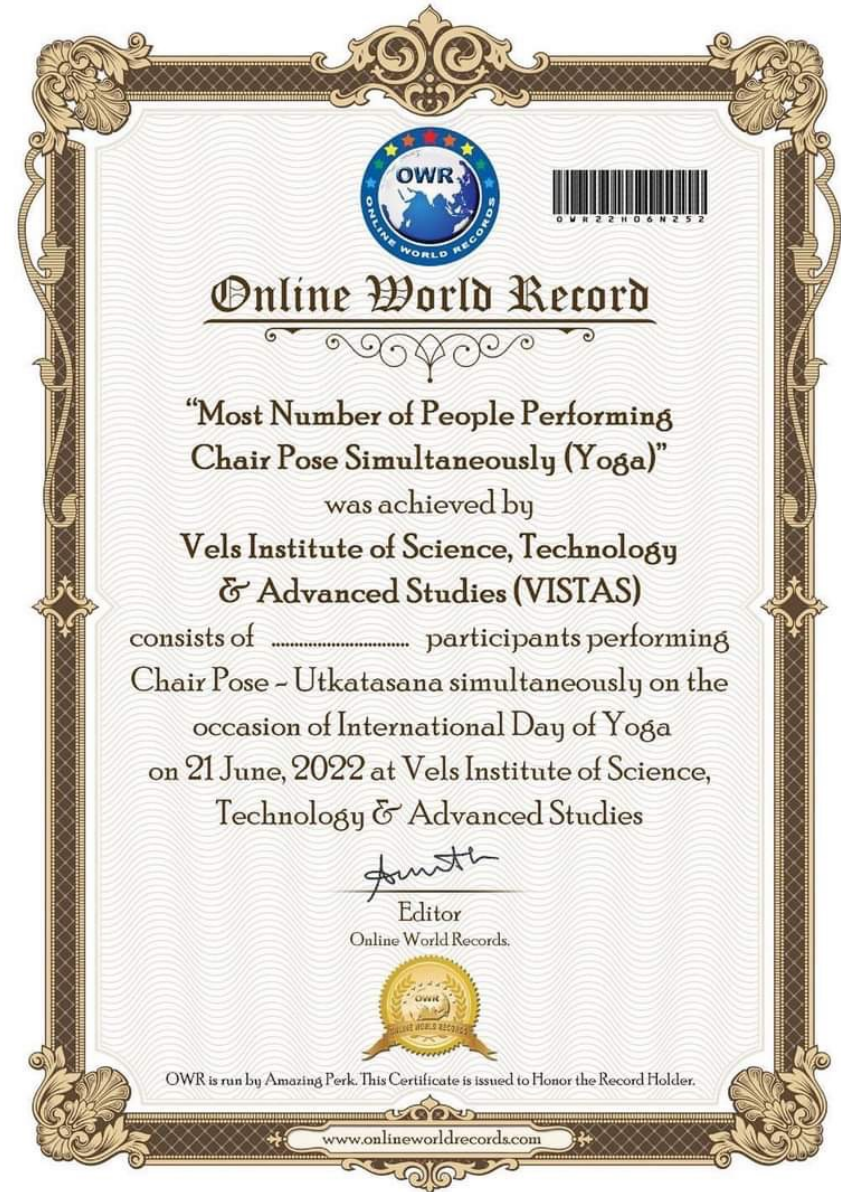 OWR
ONLINE WORLD RECORDS
OWR22H06N252
Online World Record
“Most Number of People Performing
Chair Pose Simultaneously (Yoga)”
was achieved by
Vels Institute of Science, Technology
& Advanced Studies (VISTAS)
consists of .............................. participants performing
Chair Pose ~ Utkatasana simultaneously on the
occasion of International Day of Yoga
on 21 June, 2022 at Vels Institute of Science,
Technology & Advanced Studies
Editor
Online World Records.
OWR
ONLINE WORLD RECORDS
OWR is run by Amazing Perk. This Certificate is issued to Honor the Record Holder.
www.onlineworldrecords.com